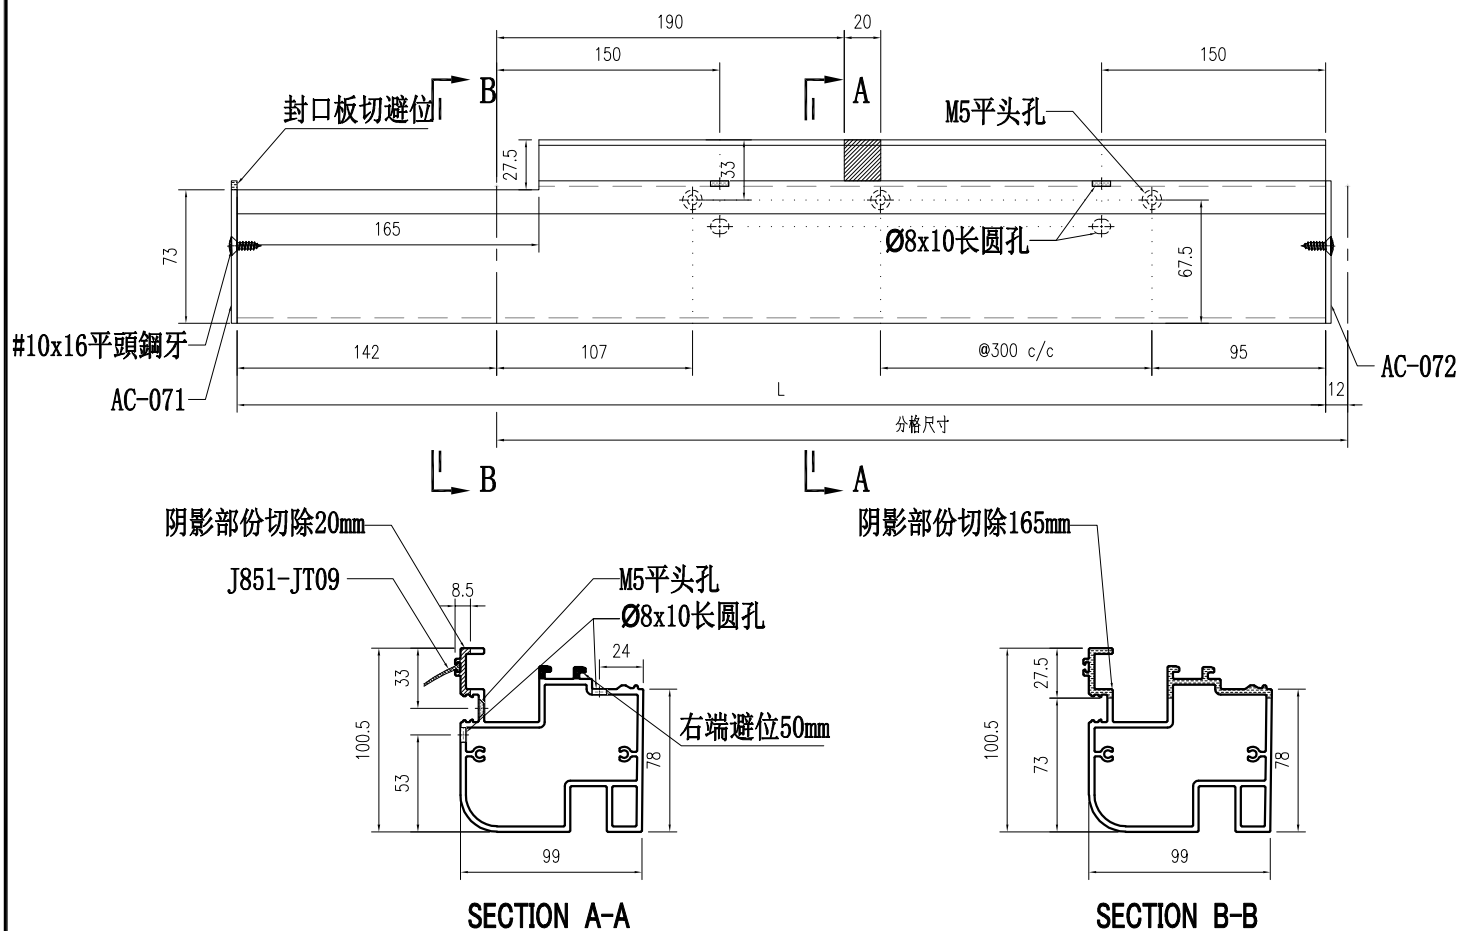 190
20
150
150
B
A
封口板切避位
M5平头孔
27.5
33
165
Ø8x10长圆孔
73
67.5
#10x16平頭鋼牙
142
107
@300 c/c
95
AC-072
AC-071
L
12
分格尺寸
B
A
阴影部份切除20mm
阴影部份切除165mm
J851-JT09
8.5
M5平头孔
Ø8x10长圆孔
24
33
27.5
100.5
右端避位50mm
100.5
53
78
73
78
99
99
SECTION A-A
SECTION B-B